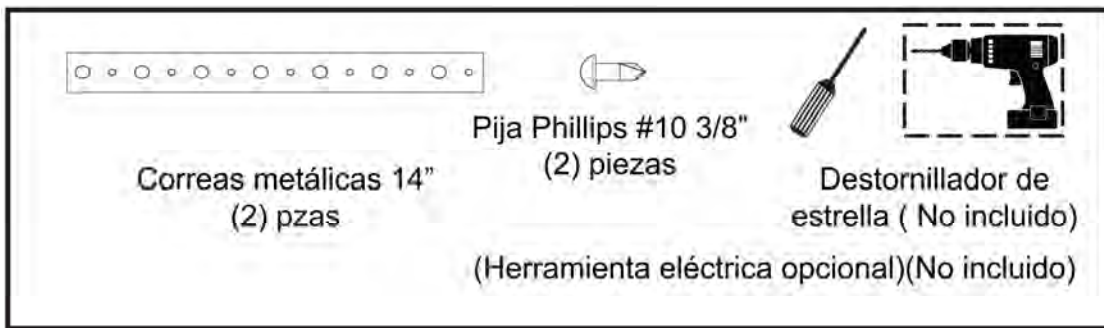 Correas metálicas 14”
(2) pzas
Pija Phillips #10 3/8"
(2) piezas
Destornillador de
estrella ( No incluido)
(Herramienta eléctrica opcional)(No incluido)